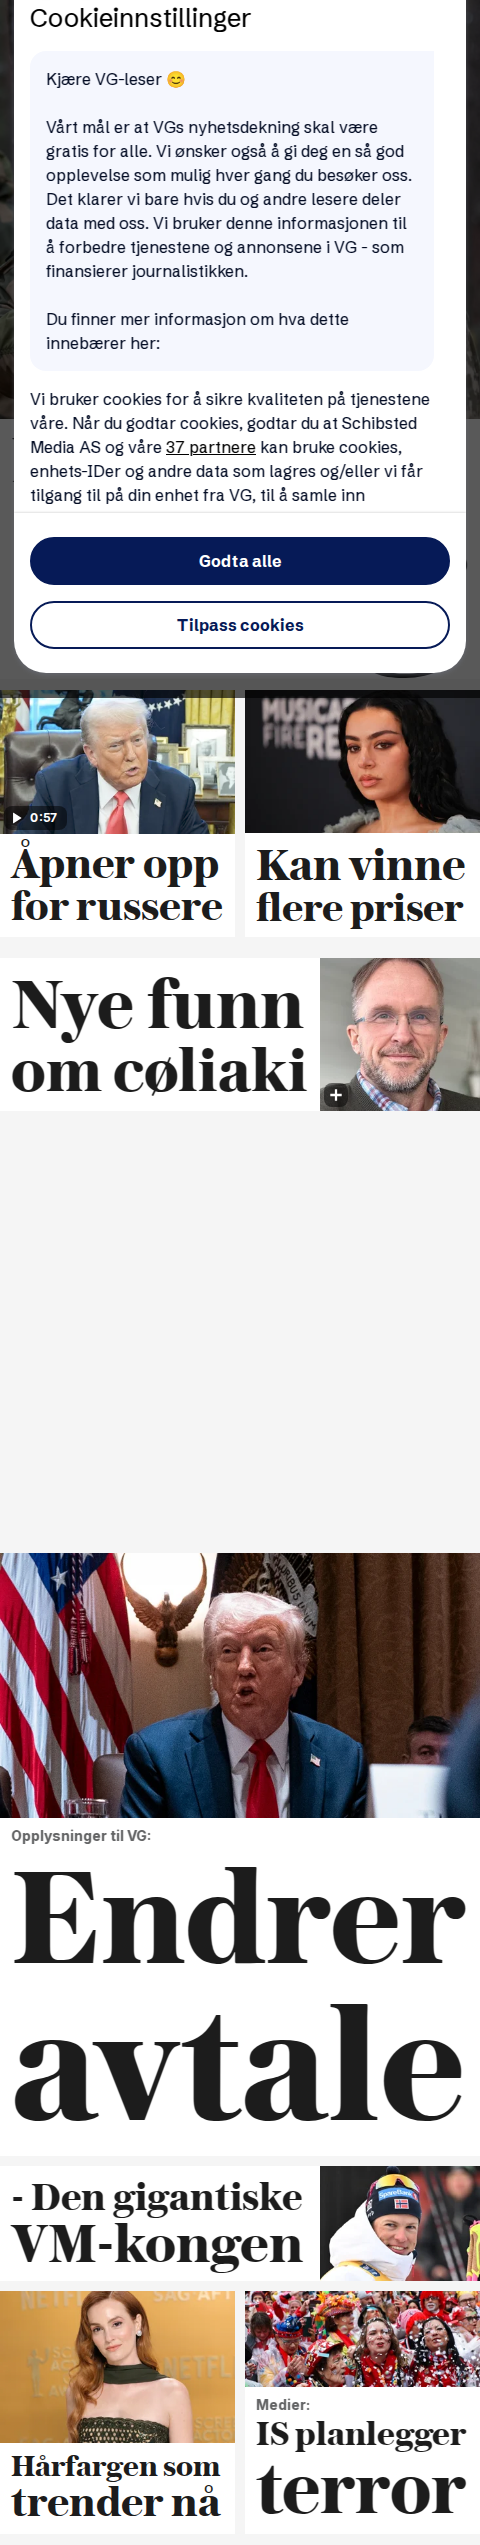 Cookieinnstillinger
Kjære VG-leser 😊
Vårt mål er at VGs nyhetsdekning skal være
gratis for alle. Vi ønsker også å gi deg en så god
opplevelse som mulig hver gang du besøker oss.
Det klarer vi bare hvis du og andre lesere deler
data med oss. Vi bruker denne informasjonen til
å forbedre tjenestene og annonsene i VG - som
finansierer journalistikken.
Du finner mer informasjon om hva dette
innebærer her:
Vi bruker cookies for å sikre kvaliteten på tjenestene
våre. Når du godtar cookies, godtar du at Schibsted
Media AS og våre 37 partnere kan bruke cookies,
enhets-IDer og andre data som lagres og/eller vi får
tilgang til på din enhet fra VG, til å samle inn
Godta alle
Tilpass cookies
0:57
Åpner opp
for russere
MUSICA
FIRE RE
Kan vinne
flere priser
Nye funn
om cøliaki
Opplysninger til VG:
Endrer
avtale
- Den gigantiske
VM-kongen
Hårfargen som
trender nå
Medier:
IS planlegger
terror